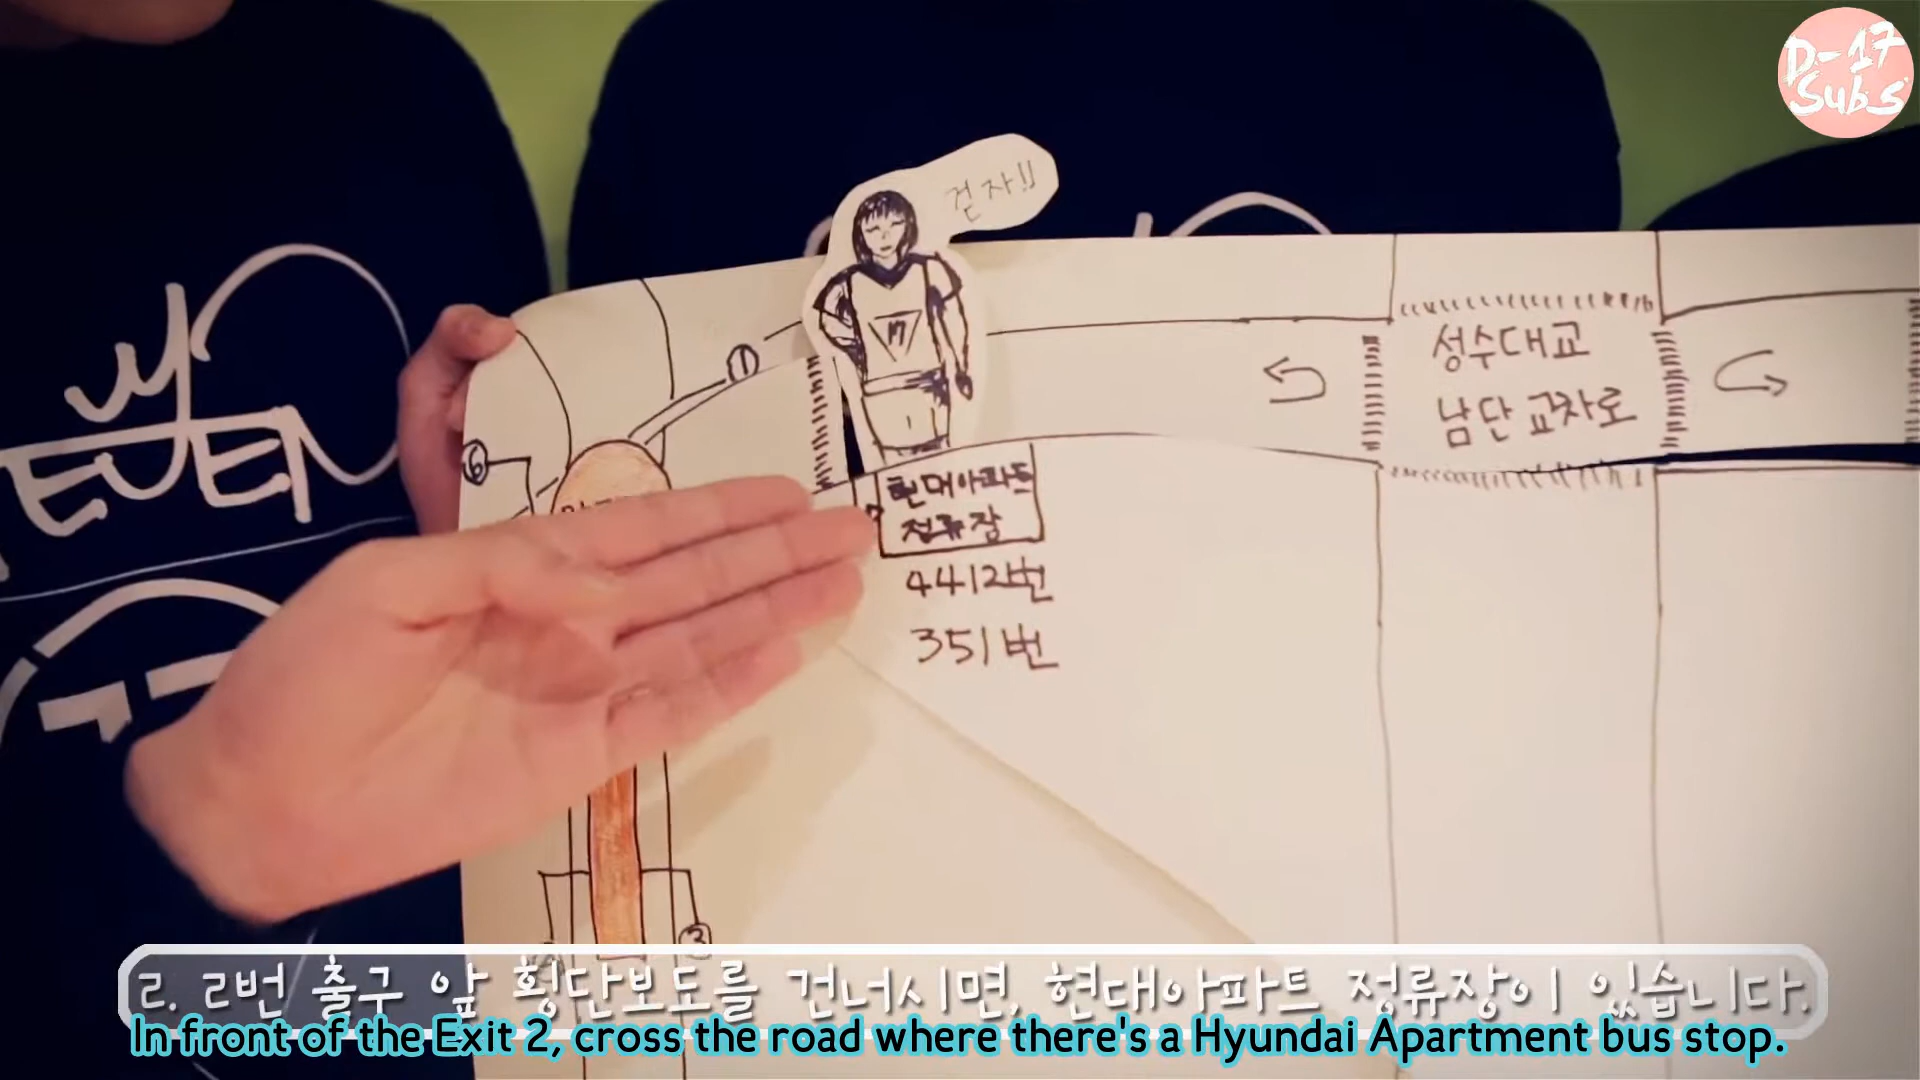 D-17
Subs
걷자!!
MY
EVEN
①
⑥
17
성수대교
남단 교차로
현대아파트
정류장
4412번
351번
③
2. 2번 출구 앞 횡단보도를 건너시면, 현대아파트 정류장이 있습니다.
In front of the Exit 2, cross the road where there's a Hyundai Apartment bus stop.